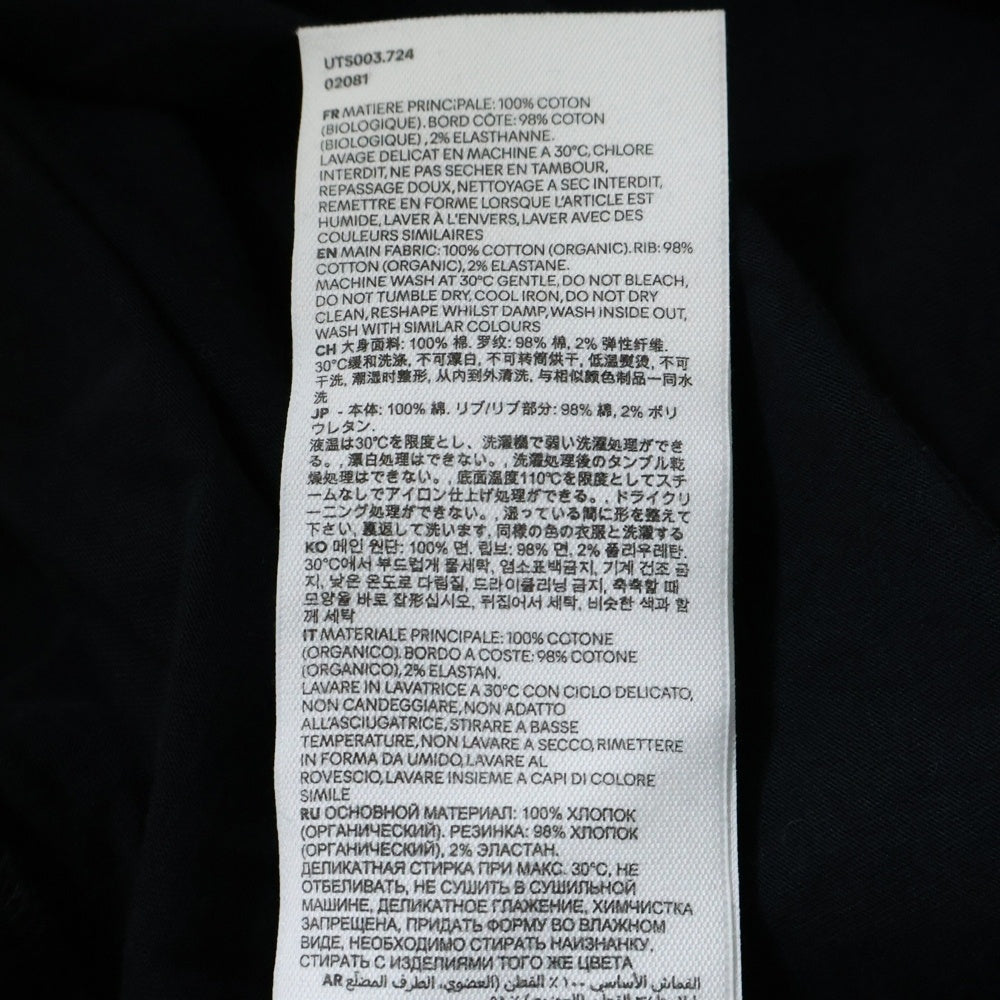 UTS003.724
02081
FR MATIERE PRINCIPALE: 100% COTON
(BIOLOGIQUE). BORD CÔTE: 98% COTON
(BIOLOGIQUE), 2% ELASTHANNE.
LAVAGE DELICAT EN MACHINE A 30°C, CHLORE
INTERDIT, NE PAS SECHER EN TAMBOUR,
REPASSAGE DOUX, NETTOYAGE A SEC INTERDIT,
REMETTRE EN FORME LORSQUE L'ARTICLE EST
HUMIDE, LAVER À L'ENVERS, LAVER AVEC DES
COULEURS SIMILAIRES
EN MAIN FABRIC: 100% COTTON (ORGANIC). RIB: 98%
COTTON (ORGANIC), 2% ELASTANE.
MACHINE WASH AT 30°C GENTLE, DO NOT BLEACH,
DO NOT TUMBLE DRY, COOL IRON, DO NOT DRY
CLEAN, RESHAPE WHILST DAMP, WASH INSIDE OUT,
WASH WITH SIMILAR COLOURS
CH 大身面料: 100% 棉. 罗纹: 98% 棉, 2% 弹性纤维.
30°C缓和洗涤, 不可漂白, 不可转筒烘干, 低温熨烫, 不可
干洗, 潮湿时整形, 从内到外清洗, 与相似颜色制品一同水
洗
JP - 本体: 100% 綿. リブ/リブ部分: 98% 綿, 2% ポリ
ウレタン.
液温は30℃を限度とし、洗濯機で弱い洗濯処理ができ
る。, 漂白処理はできない。, 洗濯処理後のタンブル乾
燥処理はできない。, 底面温度110℃を限度としてスチ
ームなしでアイロン仕上げ処理ができる。, ドライクリ
ーニング処理ができない。, 湿っている間に形を整えて
下さい, 裏返して洗います, 同様の色の衣服と洗濯する
KO 메인 원단: 100% 면. 립브: 98% 면, 2% 폴리우레탄.
30°C에서 부드럽게 물세탁, 염소표백금지, 기계 건조 금
지, 낮은 온도로 다림질, 드라이클리닝 금지, 축축할 때
모양을 바로 잡형십시오, 뒤집어서 세탁, 비슷한 색과 함
께 세탁
IT MATERIALE PRINCIPALE: 100% COTONE
(ORGANICO). BORDO A COSTE: 98% COTONE
(ORGANICO), 2% ELASTAN.
LAVARE IN LAVATRICE A 30°C CON CICLO DELICATO,
NON CANDEGGIARE, NON ADATTO
ALL'ASCIUGATRICE, STIRARE A BASSE
TEMPERATURE, NON LAVARE A SECCO, RIMETTERE
IN FORMA DA UMIDO, LAVARE AL
ROVESCIO, LAVARE INSIEME A CAPI DI COLORE
SIMILE
RU ОСНОВНОЙ МАТЕРИАЛ: 100% ХЛОПОК
(ОРГАНИЧЕСКИЙ). РЕЗИНКА: 98% ХЛОПОК
(ОРГАНИЧЕСКИЙ), 2% ЭЛАСТАН.
ДЕЛИКАТНАЯ СТИРКА ПРИ МАКС. 30°C, НЕ
ОТБЕЛИВАТЬ, НЕ СУШИТЬ В СУШИЛЬНОЙ
МАШИНЕ, ДЕЛИКАТНОЕ ГЛАЖЕНИЕ, ХИМЧИСТКА
ЗАПРЕЩЕНА, ПРИДАТЬ ФОРМУ ВО ВЛАЖНОМ
ВИДЕ, НЕОБХОДИМО СТИРАТЬ НАИЗНАНКУ,
СТИРАТЬ С ИЗДЕЛИЯМИ ТОГО ЖЕ ЦВЕТА
AR القماش الأساسي ١٠٠٪ القطن (العضوي. الطرف المضلّع